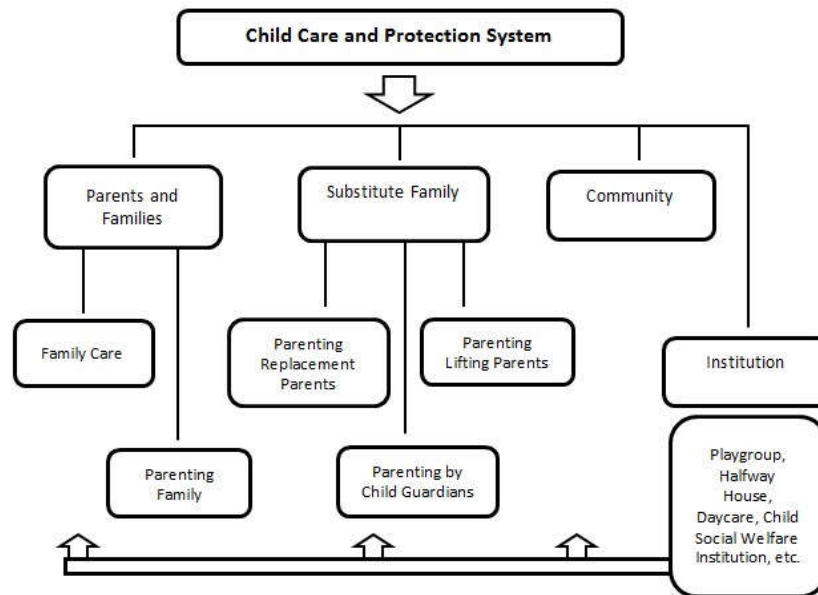 Child Care and Protection System
Parents and
Families
Substitute Family
Community
Family Care
Parenting
Replacement
Parents
Parenting
Lifting Parents
Institution
Parenting
Family
Parenting by
Child Guardians
Playgroup,
Halfway
House,
Daycare, Child
Social Welfare
Institution, etc.